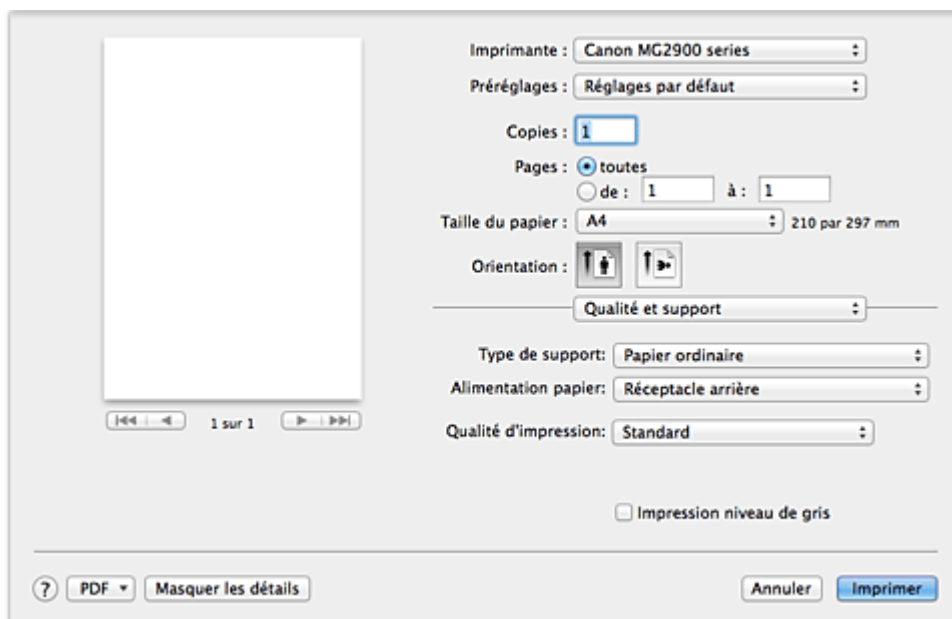 Imprimante : Canon MG2900 series
Préréglages : Réglages par défaut
Copies : 1
Pages : toutes
de : 1 à : 1
Taille du papier : A4 210 par 297 mm
Orientation :
Qualité et support
Type de support: Papier ordinaire
Alimentation papier: Réceptacle arrière
1 sur 1
Qualité d'impression: Standard
Impression niveau de gris
? PDF Masquer les détails Annuler Imprimer